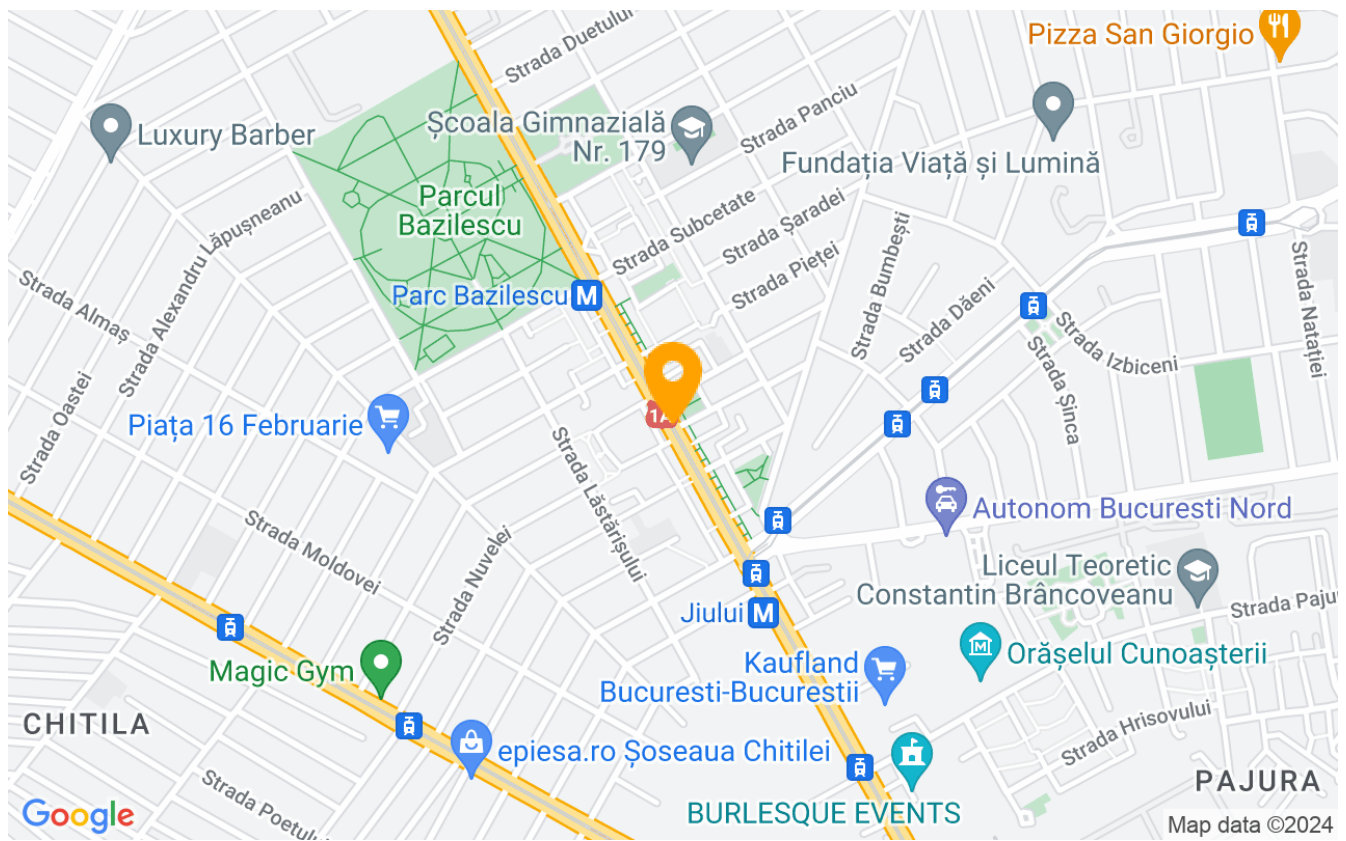 Strada Duetului
Pizza San Giorgio
Luxury Barber
Școala Gimnazială
Nr. 179
Strada Panciu
Fundația Viață și Lumină
Parcul
Bazilescu
Strada Alexandru Lăpușneanu
Strada Subcetate
Strada Șaradei
Strada Pieței
Strada Bumbești
Strada Dăeni
Strada Natației
Strada Almaș
Parc Bazilescu M
Strada Izbiceni
Strada Șinca
Strada Oastei
Piața 16 Februarie
1A
Strada Lăstărișului
Autonom Bucuresti Nord
Strada Moldovei
Strada Nuvelei
Liceul Teoretic
Constantin Brâncoveanu
Strada Paju
Jiului M
Orășelul Cunoașterii
Magic Gym
Kaufland
Bucuresti-Bucurestii
CHITILA
Strada Hrisovului
epiesa.ro Șoseaua Chitilei
PAJURA
Strada Poetulu
BURLESQUE EVENTS
Google
Map data ©2024